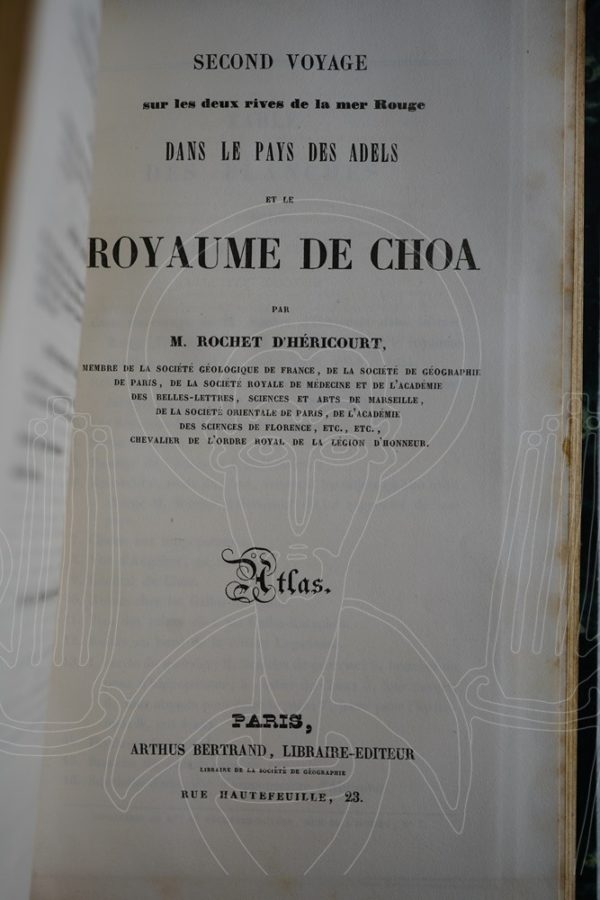 SECOND VOYAGE
sur les deux rives de la mer Rouge
DANS LE PAYS DES ADELS
ET LE
ROYAUME DE CHOA
PAR
M. ROCHET D'HÉRICOURT,
MEMBRE DE LA SOCIÉTÉ GÉOLOGIQUE DE FRANCE, DE LA SOCIÉTÉ DE GÉOGRAPHIE
DE PARIS, DE LA SOCIÉTÉ ROYALE DE MÉDECINE ET DE L'ACADÉMIE
DES BELLES-LETTRES, SCIENCES ET ARTS DE MARSEILLE,
DE LA SOCIÉTÉ ORIENTALE DE PARIS, DE L'ACADÉMIE
DES SCIENCES DE FLORENCE, ETC., ETC.,
CHEVALIER DE L'ORDRE ROYAL DE LA LÉGION D'HONNEUR.
Atlas.
PARIS,
ARTHUS BERTRAND, LIBRAIRE-EDITEUR
LIBRAIRE DE LA SOCIÉTÉ DE GÉOGRAPHIE
RUE HAUTEFEUILLE, 23.